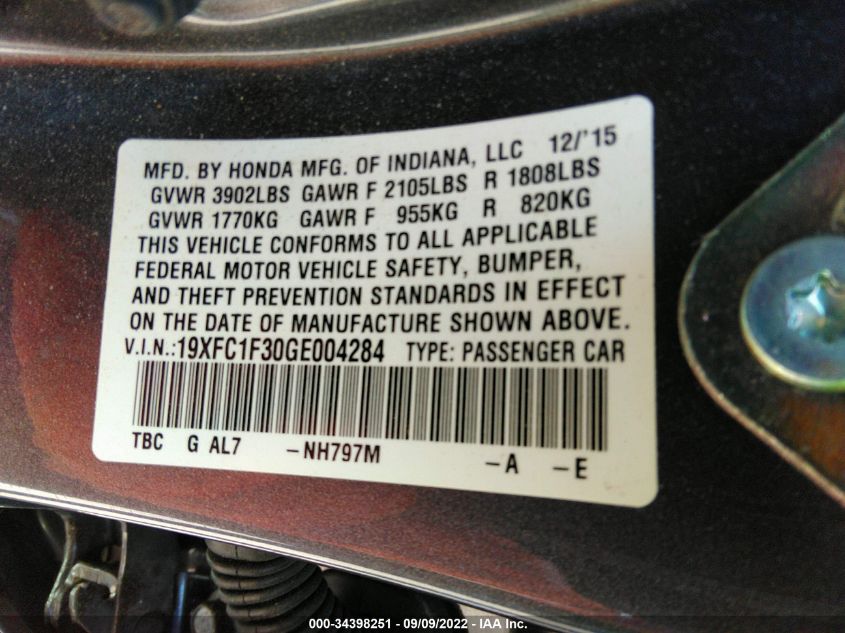 MFD. BY HONDA MFG. OF INDIANA, LLC 12/'15
GVWR 3902LBS GAWR F 2105LBS R 1808LBS
GVWR 1770KG GAWR F 955KG R 820KG
THIS VEHICLE CONFORMS TO ALL APPLICABLE
FEDERAL MOTOR VEHICLE SAFETY, BUMPER,
AND THEFT PREVENTION STANDARDS IN EFFECT
ON THE DATE OF MANUFACTURE SHOWN ABOVE.
V.I.N.:19XFC1F30GE004284 TYPE: PASSENGER CAR
TBC G AL7 -NH797M -A -E
000-34398251 - 09/09/2022 - IAA Inc.